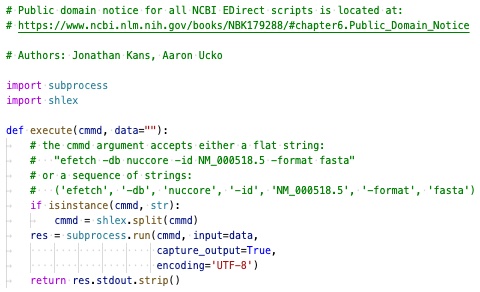 # Public domain notice for all NCBI EDirect scripts is located at:
# https://www.ncbi.nlm.nih.gov/books/NBK179288/#chapter6.Public_Domain_Notice

# Authors: Jonathan Kans, Aaron Ucko

import subprocess
import shlex

def execute(cmmd, data=""):
    # the cmmd argument accepts either a flat string:
    #   "efetch -db nuccore -id NM_000518.5 -format fasta"
    # or a sequence of strings:
    #   ('efetch', '-db', 'nuccore', '-id', 'NM_000518.5', '-format', 'fasta')
    if isinstance(cmmd, str):
        cmmd = shlex.split(cmmd)
    res = subprocess.run(cmmd, input=data,
                         capture_output=True,
                         encoding='UTF-8')
    return res.stdout.strip()